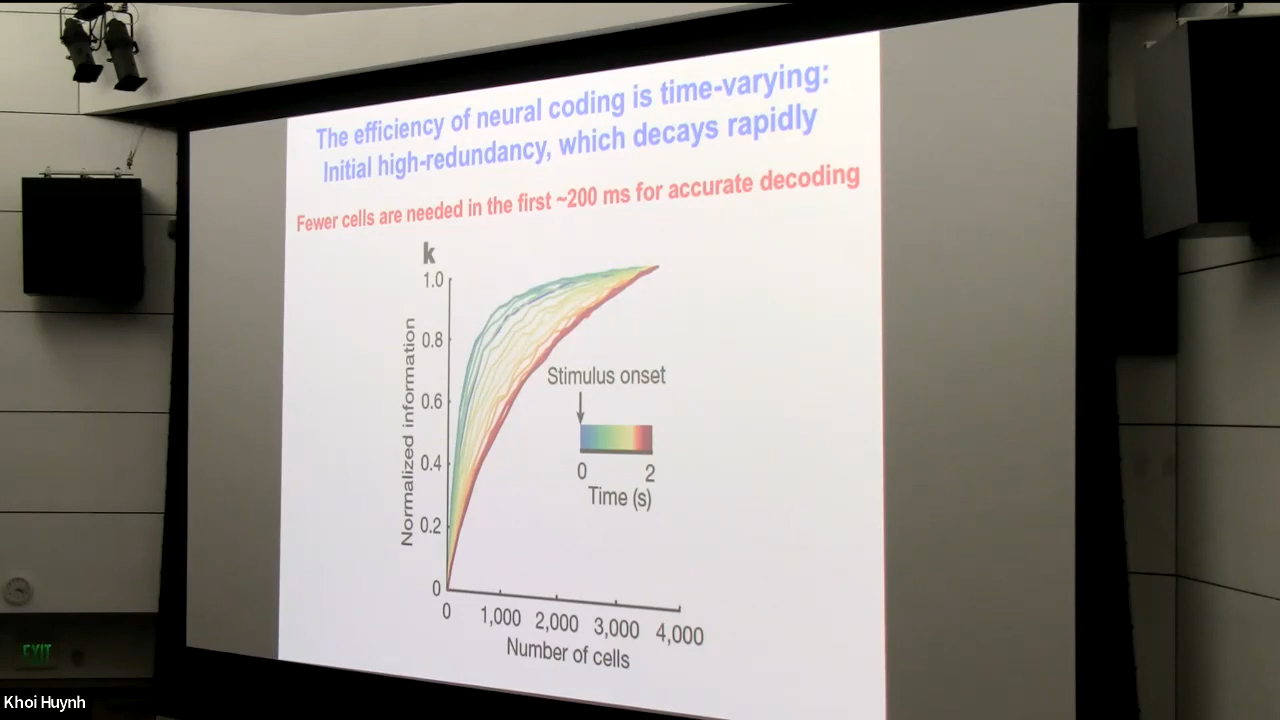 The efficiency of neural coding is time-varying:
Initial high-redundancy, which decays rapidly
Fewer cells are needed in the first ~200 ms for accurate decoding
k
1.0
0.8
0.6
0.4
0.2
0
Normalized information
Stimulus onset
0 2
Time (s)
0 1,000 2,000 3,000 4,000
Number of cells
EXIT
Khoi Huynh